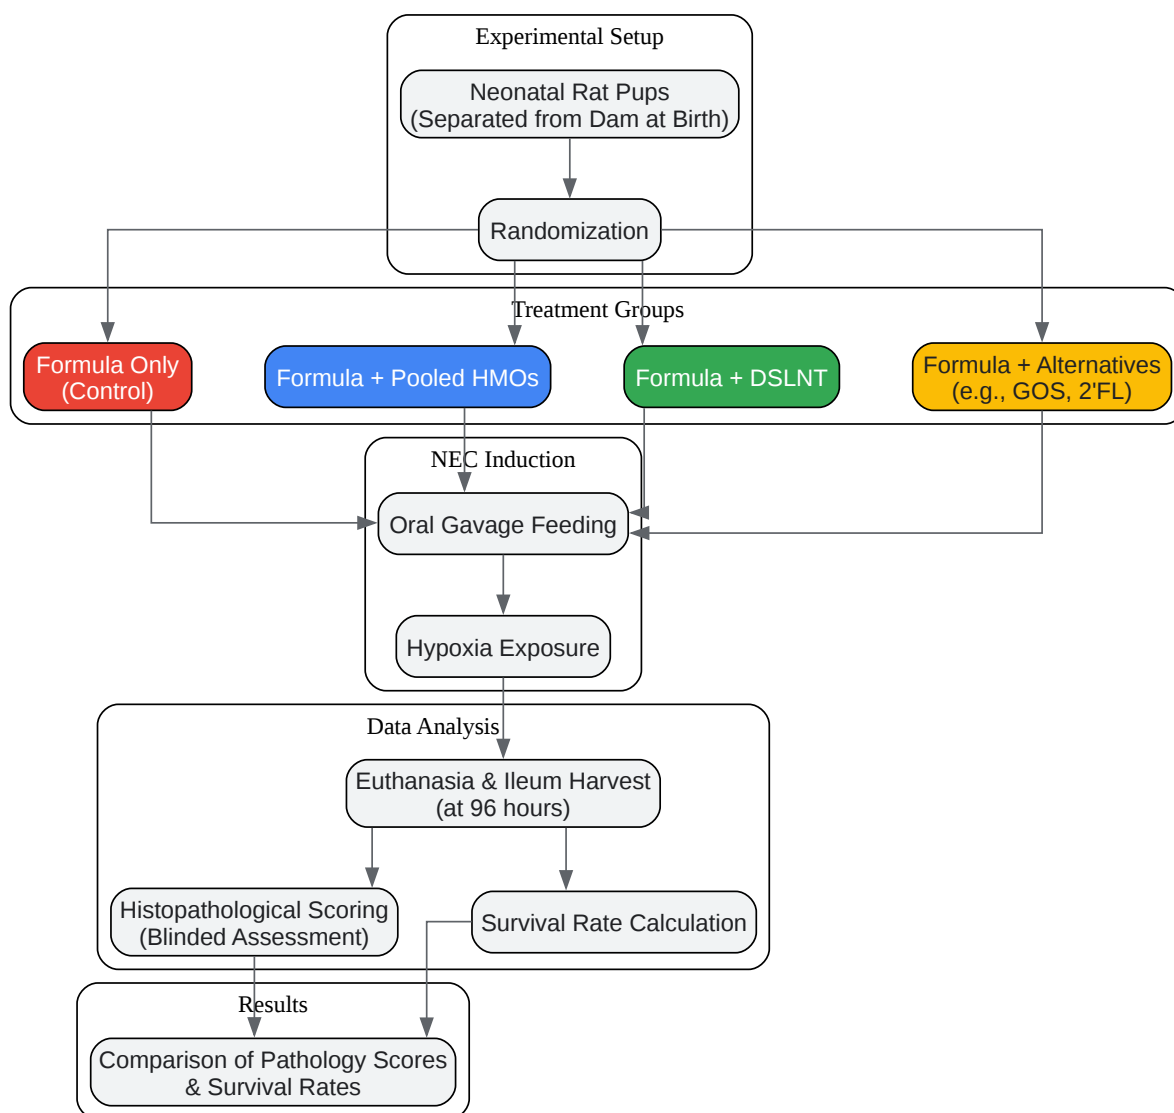 Experimental Setup
Neonatal Rat Pups
(Separated from Dam at Birth)
Randomization
Treatment Groups
Formula Only
(Control)
Formula + Pooled HMOs
Formula + DSLNT
Formula + Alternatives
(e.g., GOS, 2'FL)
NEC Induction
Oral Gavage Feeding
Hypoxia Exposure
Data Analysis
Euthanasia & Ileum Harvest
(at 96 hours)
Histopathological Scoring
(Blinded Assessment)
Survival Rate Calculation
Results
Comparison of Pathology Scores
& Survival Rates